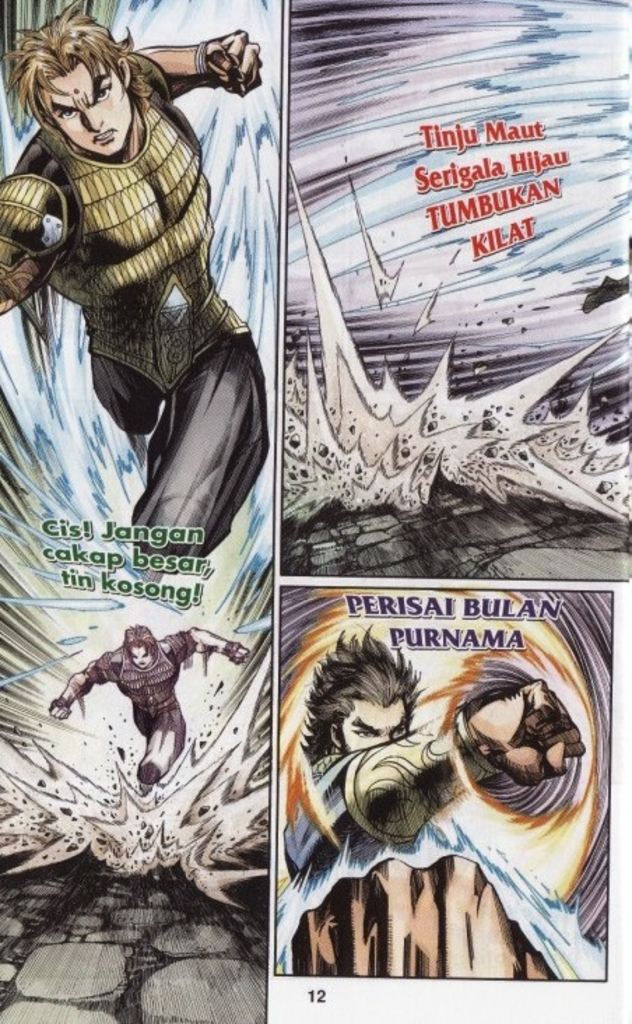 Cis! Jangan
cakap besar,
tin kosong!
Tinju Maut
Serigala Hijau
TUMBUKAN
KILAT
PERISAI BULAN
PURNAMA
12